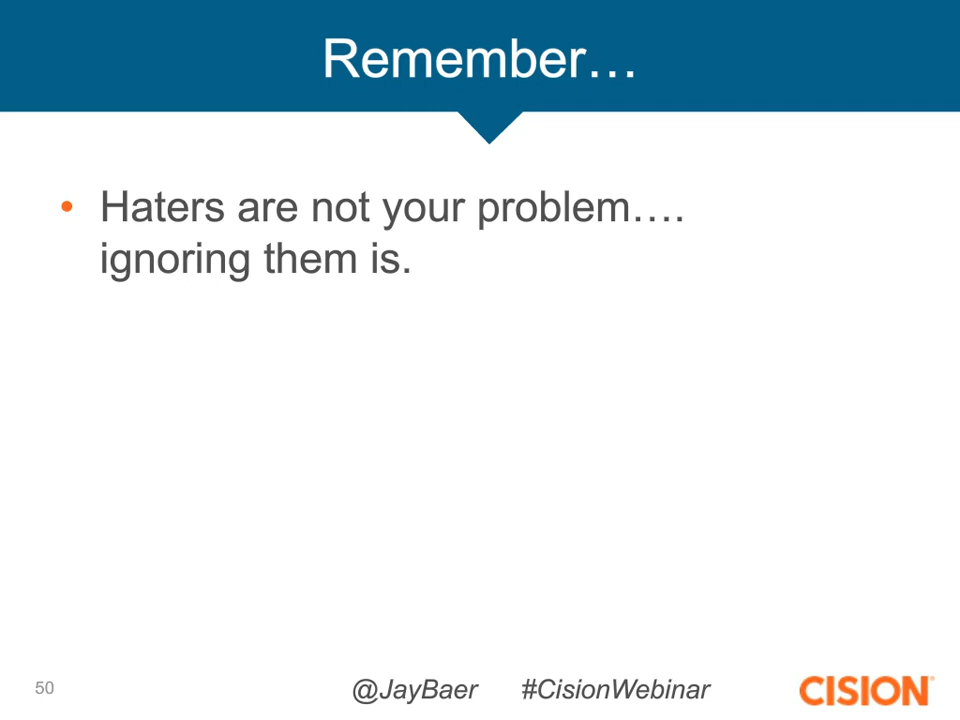 Remember…
• Haters are not your problem….
ignoring them is.
50
@JayBaer #CisionWebinar
CISION®